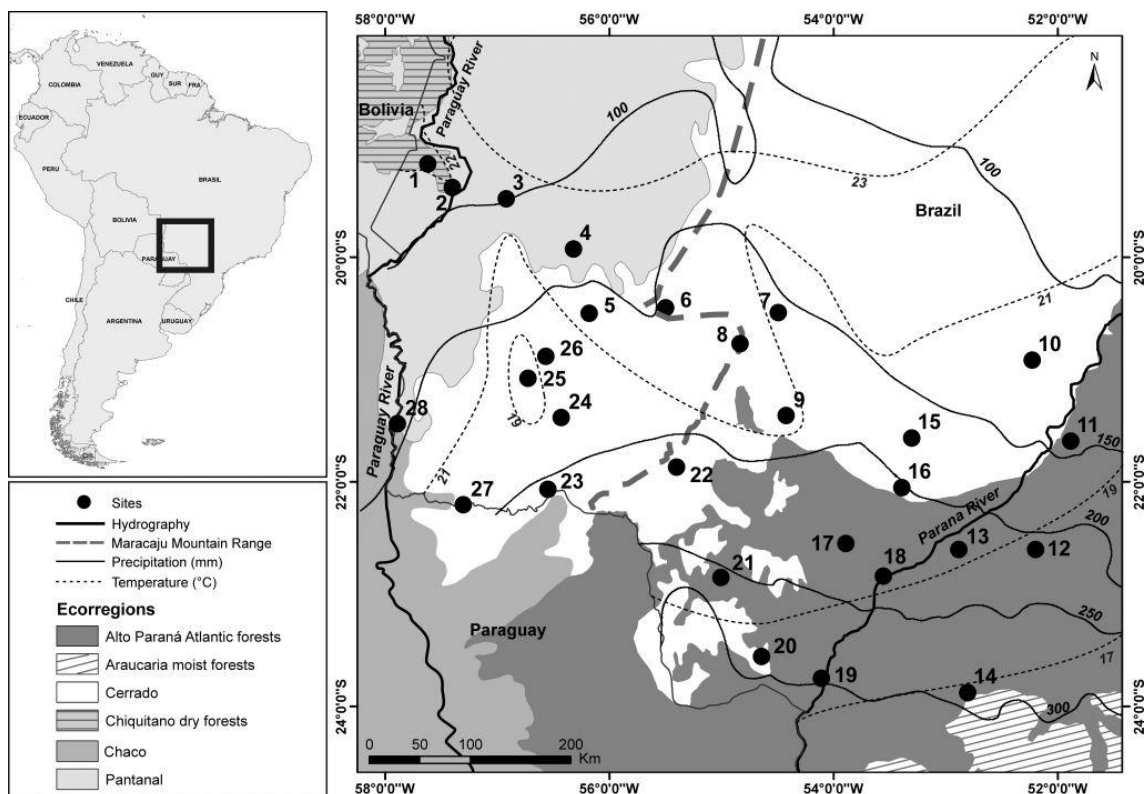 VENEZUELA
GUY
SUR
FRA
COLOMBIA
ECUADOR
PERU
BRASIL
BOLIVIA
PARAGUAY
CHILE
ARGENTINA
URUGUAY
Sites
Hydrography
Maracaju Mountain Range
Precipitation (mm)
Temperature (°C)
Ecorregions
Alto Paraná Atlantic forests
Araucaria moist forests
Cerrado
Chiquitano dry forests
Chaco
Pantanal
58°0'0"W
56°0'0"W
54°0'0"W
52°0'0"W
N
Bolivia
Paraguay River
22
100
100
23
Brazil
1
2
3
4
20°0'0"S
20°0'0"S
5
6
7
21
8
26
25
10
24
19
9
28
15
11
150
Paraguay River
21
22
16
22°0'0"S
22°0'0"S
27
23
19
Parana River
200
17
13
12
18
21
250
Paraguay
20
17
19
14
24°0'0"S
24°0'0"S
300
0
50
100
200
Km
58°0'0"W
56°0'0"W
54°0'0"W
52°0'0"W